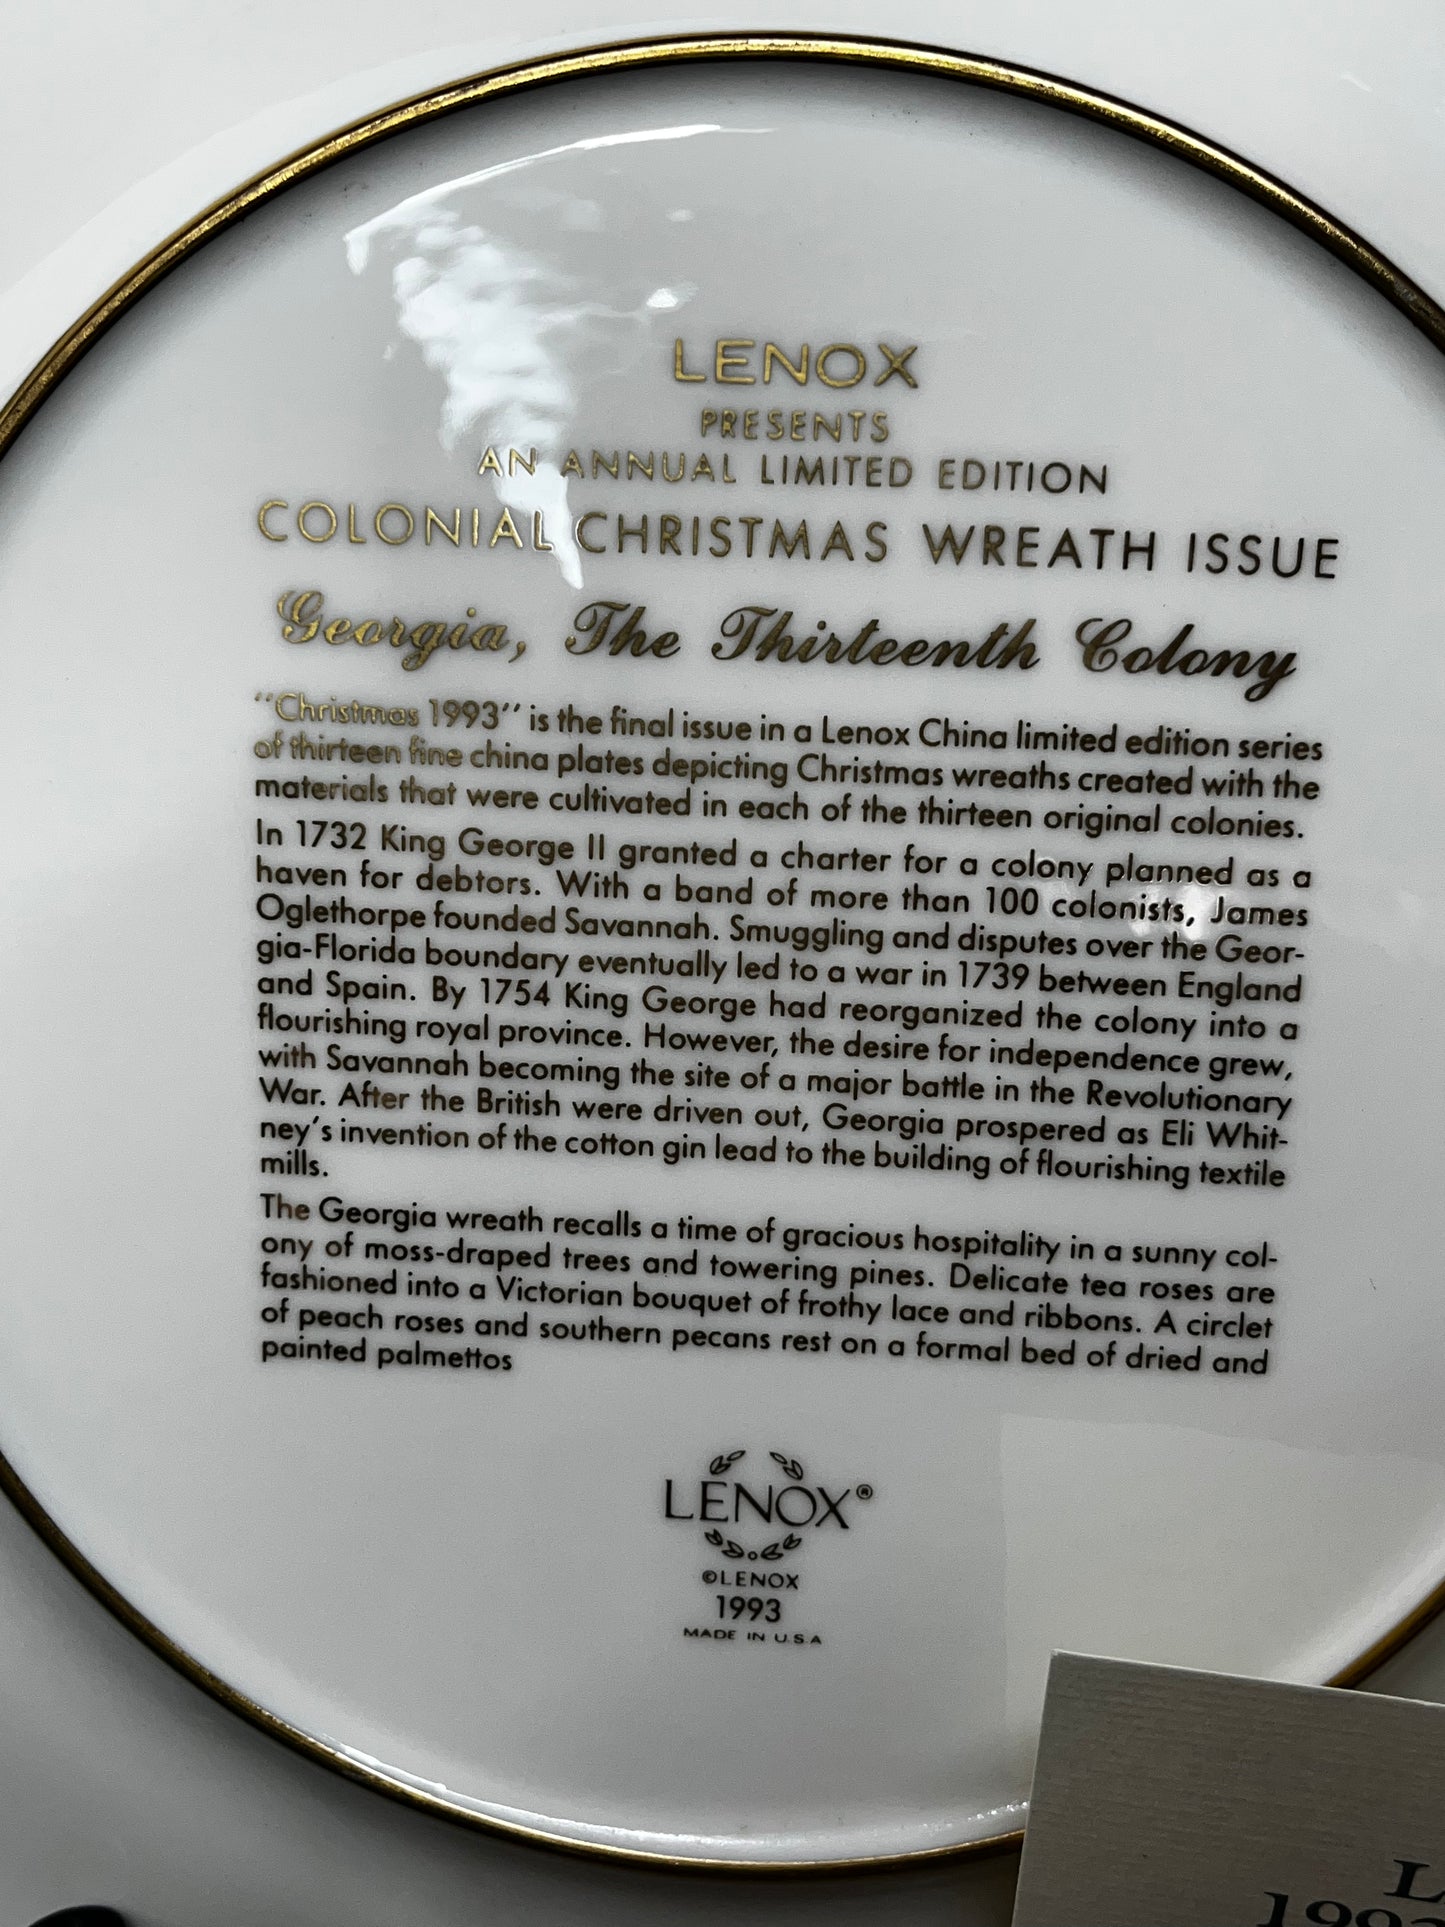 LENOX
PRESENTS
AN ANNUAL LIMITED EDITION
COLONIAL CHRISTMAS WREATH ISSUE
Georgia, The Thirteenth Colony
"Christmas 1993" is the final issue in a Lenox China limited edition series
of thirteen fine china plates depicting Christmas wreaths created with the
materials that were cultivated in each of the thirteen original colonies.
In 1732 King George II granted a charter for a colony planned as a
haven for debtors. With a band of more than 100 colonists, James
Oglethorpe founded Savannah. Smuggling and disputes over the Geor-
gia-Florida boundary eventually led to a war in 1739 between England
and Spain. By 1754 King George had reorganized the colony into a
flourishing royal province. However, the desire for independence grew,
with Savannah becoming the site of a major battle in the Revolutionary
War. After the British were driven out, Georgia prospered as Eli Whit-
ney's invention of the cotton gin lead to the building of flourishing textile
mills.
The Georgia wreath recalls a time of gracious hospitality in a sunny col-
ony of moss-draped trees and towering pines. Delicate tea roses are
fashioned into a Victorian bouquet of frothy lace and ribbons. A circlet
of peach roses and southern pecans rest on a formal bed of dried and
painted palmettos
LENOX®
©LENOX
1993
MADE IN U.S.A
L